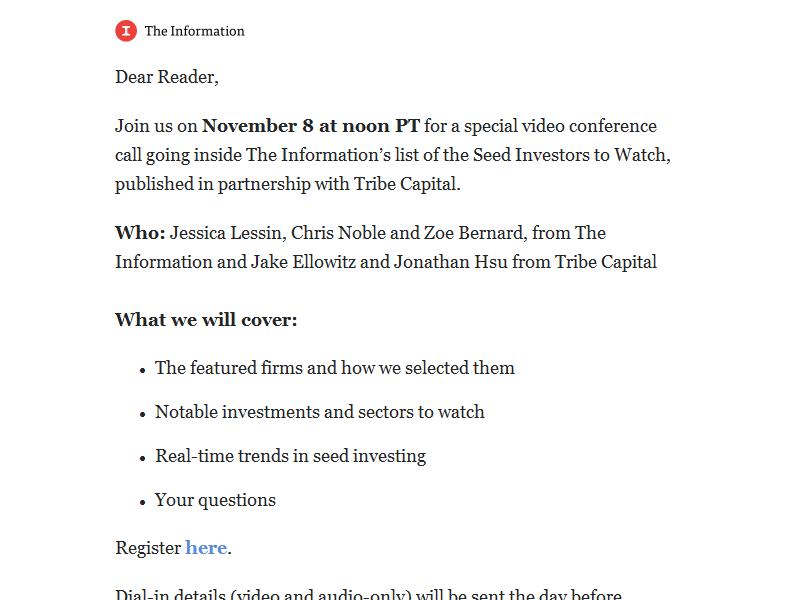 The Information
Dear Reader,
Join us on November 8 at noon PT for a special video conference
call going inside The Information’s list of the Seed Investors to Watch,
published in partnership with Tribe Capital.
Who: Jessica Lessin, Chris Noble and Zoe Bernard, from The
Information and Jake Ellowitz and Jonathan Hsu from Tribe Capital
What we will cover:
• The featured firms and how we selected them
• Notable investments and sectors to watch
• Real-time trends in seed investing
• Your questions
Register here.
Dial-in details (video and audio-only) will be sent the day before